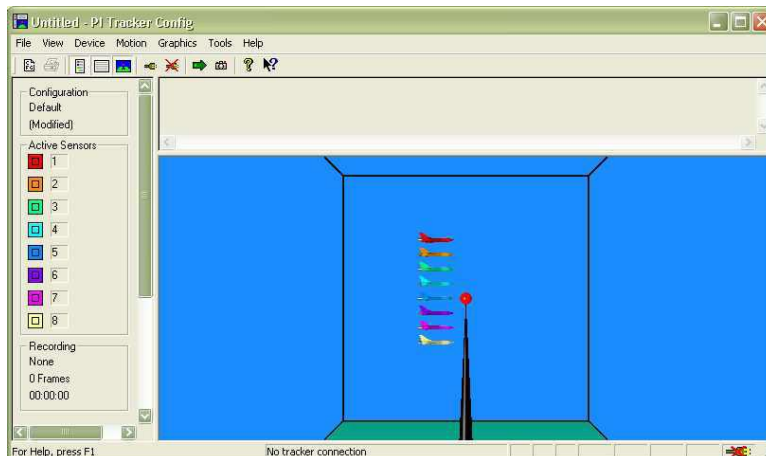 Untitled - PI Tracker Config
File View Device Motion Graphics Tools Help
Configuration
Default
(Modified)
Active Sensors
1
2
3
4
5
6
7
8
Recording
None
0 Frames
00:00:00
For Help, press F1
No tracker connection